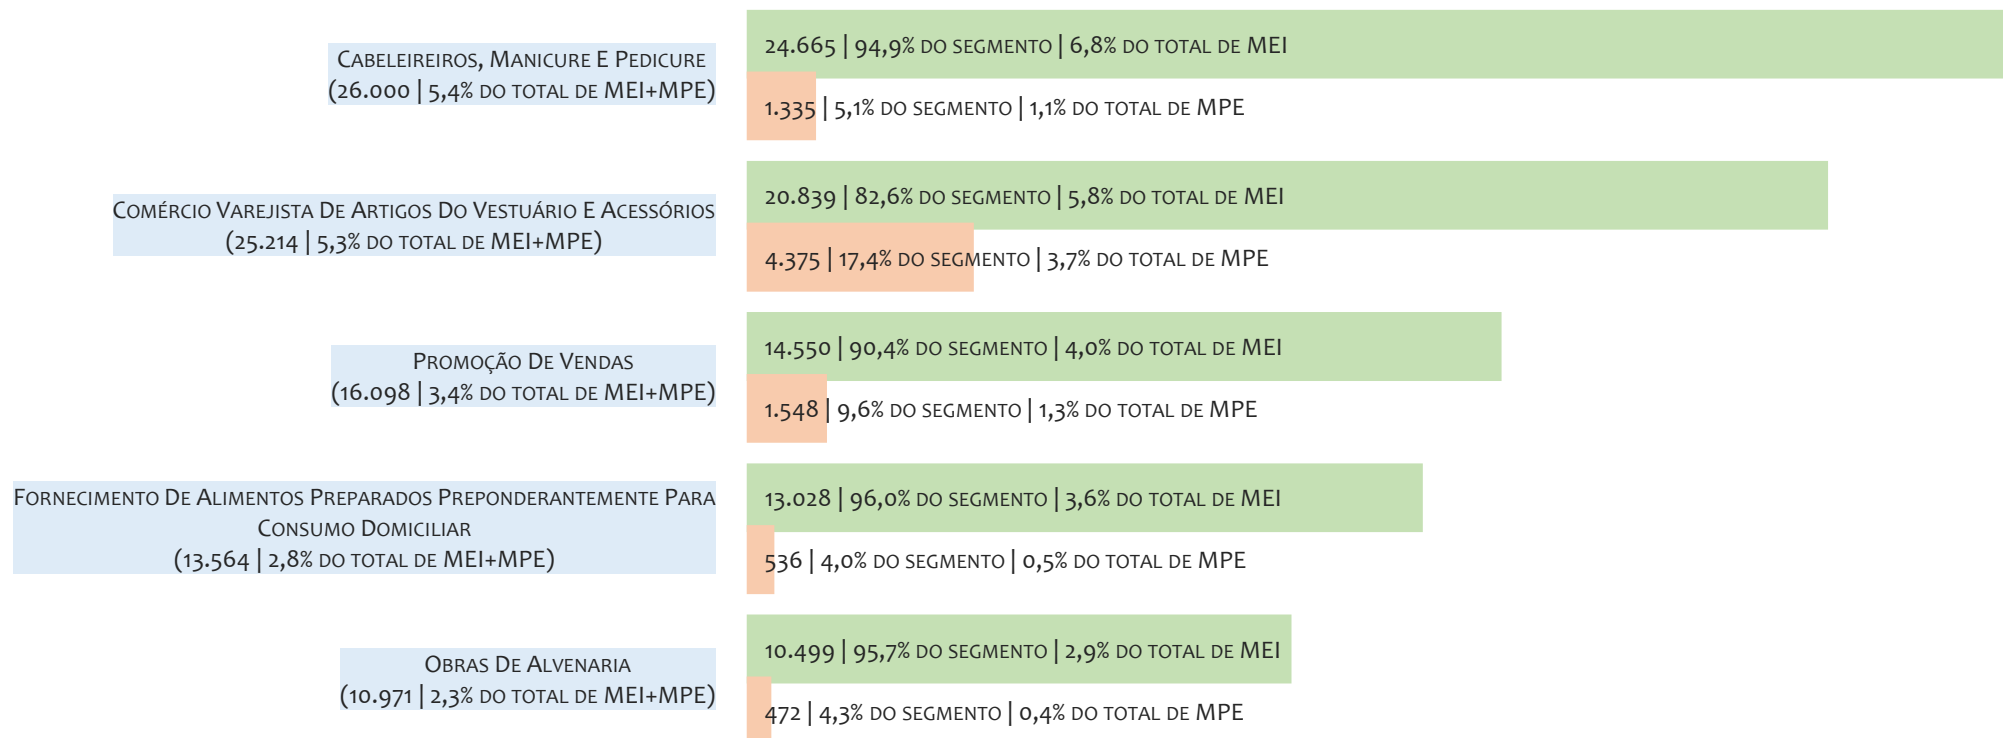 Cabeleireiros, Manicure E Pedicure
(26.000 | 5,4% do total de MEI+MPE)
24.665 | 94,9% do segmento | 6,8% do total de MEI
1.335 | 5,1% do segmento | 1,1% do total de MPE
Comércio Varejista De Artigos Do Vestuário E Acessórios
(25.214 | 5,3% do total de MEI+MPE)
20.839 | 82,6% do segmento | 5,8% do total de MEI
4.375 | 17,4% do segmento | 3,7% do total de MPE
Promoção De Vendas
(16.098 | 3,4% do total de MEI+MPE)
14.550 | 90,4% do segmento | 4,0% do total de MEI
1.548 | 9,6% do segmento | 1,3% do total de MPE
Fornecimento De Alimentos Preparados Preponderantemente Para
Consumo Domiciliar
(13.564 | 2,8% do total de MEI+MPE)
13.028 | 96,0% do segmento | 3,6% do total de MEI
536 | 4,0% do segmento | 0,5% do total de MPE
Obras De Alvenaria
(10.971 | 2,3% do total de MEI+MPE)
10.499 | 95,7% do segmento | 2,9% do total de MEI
472 | 4,3% do segmento | 0,4% do total de MPE